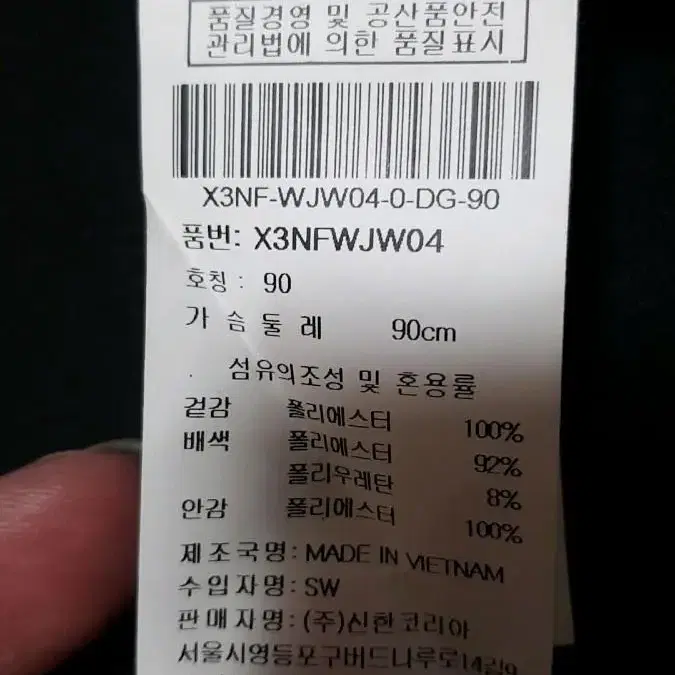 품질경영 및 공산품안전
관리법에 의한 품질표시
X3NF-WJW04-0-DG-90
품번: X3NFWJW04
호칭 : 90
가 슴 둘 레 90cm
. 섬유의조성 및 혼용률
겉감 폴리에스터 100%
배색 폴리에스터 92%
폴리우레탄 8%
안감 폴리에스터 100%
제조국명: MADE IN VIETNAM
수입자명: SW
판매자명: (주)신한코리아
서울시영등포구버드나루로14길9